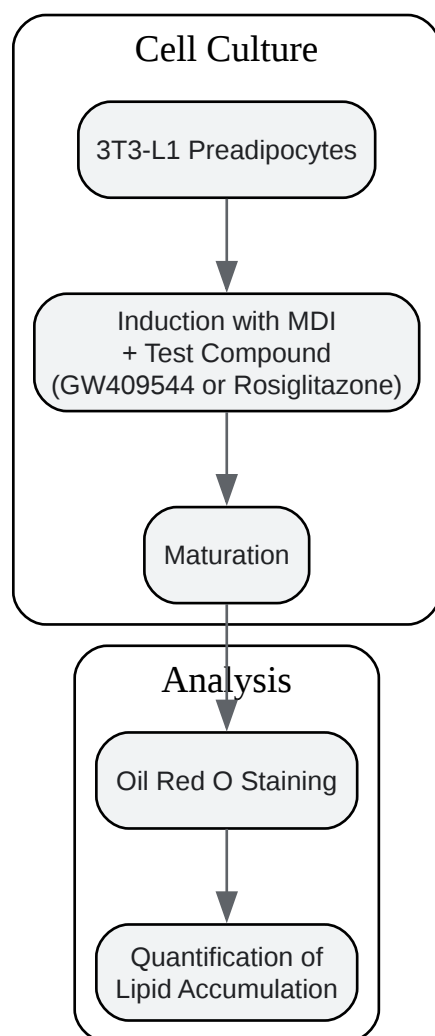 Cell Culture
3T3-L1 Preadipocytes
Induction with MDI
+ Test Compound
(GW409544 or Rosiglitazone)
Maturation
Analysis
Oil Red O Staining
Quantification of
Lipid Accumulation